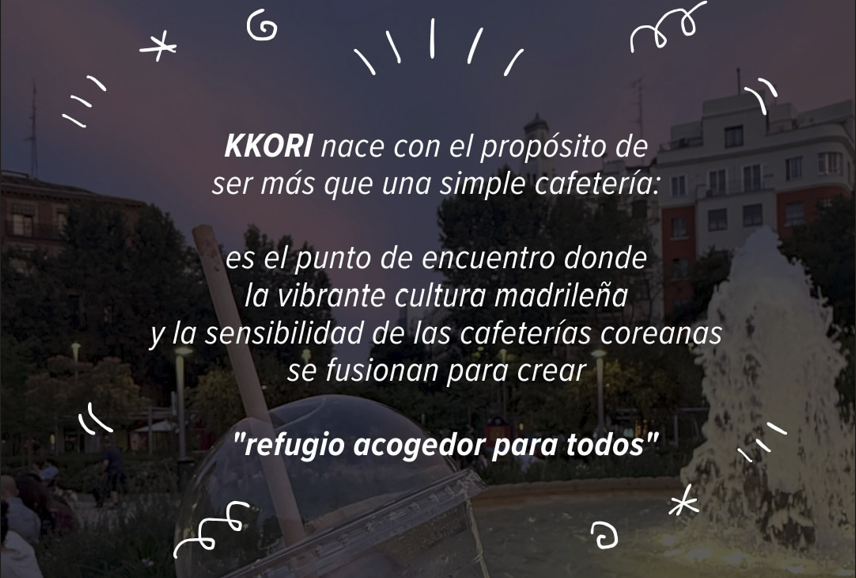 KKORI nace con el propósito de
ser más que una simple cafetería:
es el punto de encuentro donde
la vibrante cultura madrileña
y la sensibilidad de las cafeterías coreanas
se fusionan para crear
"refugio acogedor para todos"